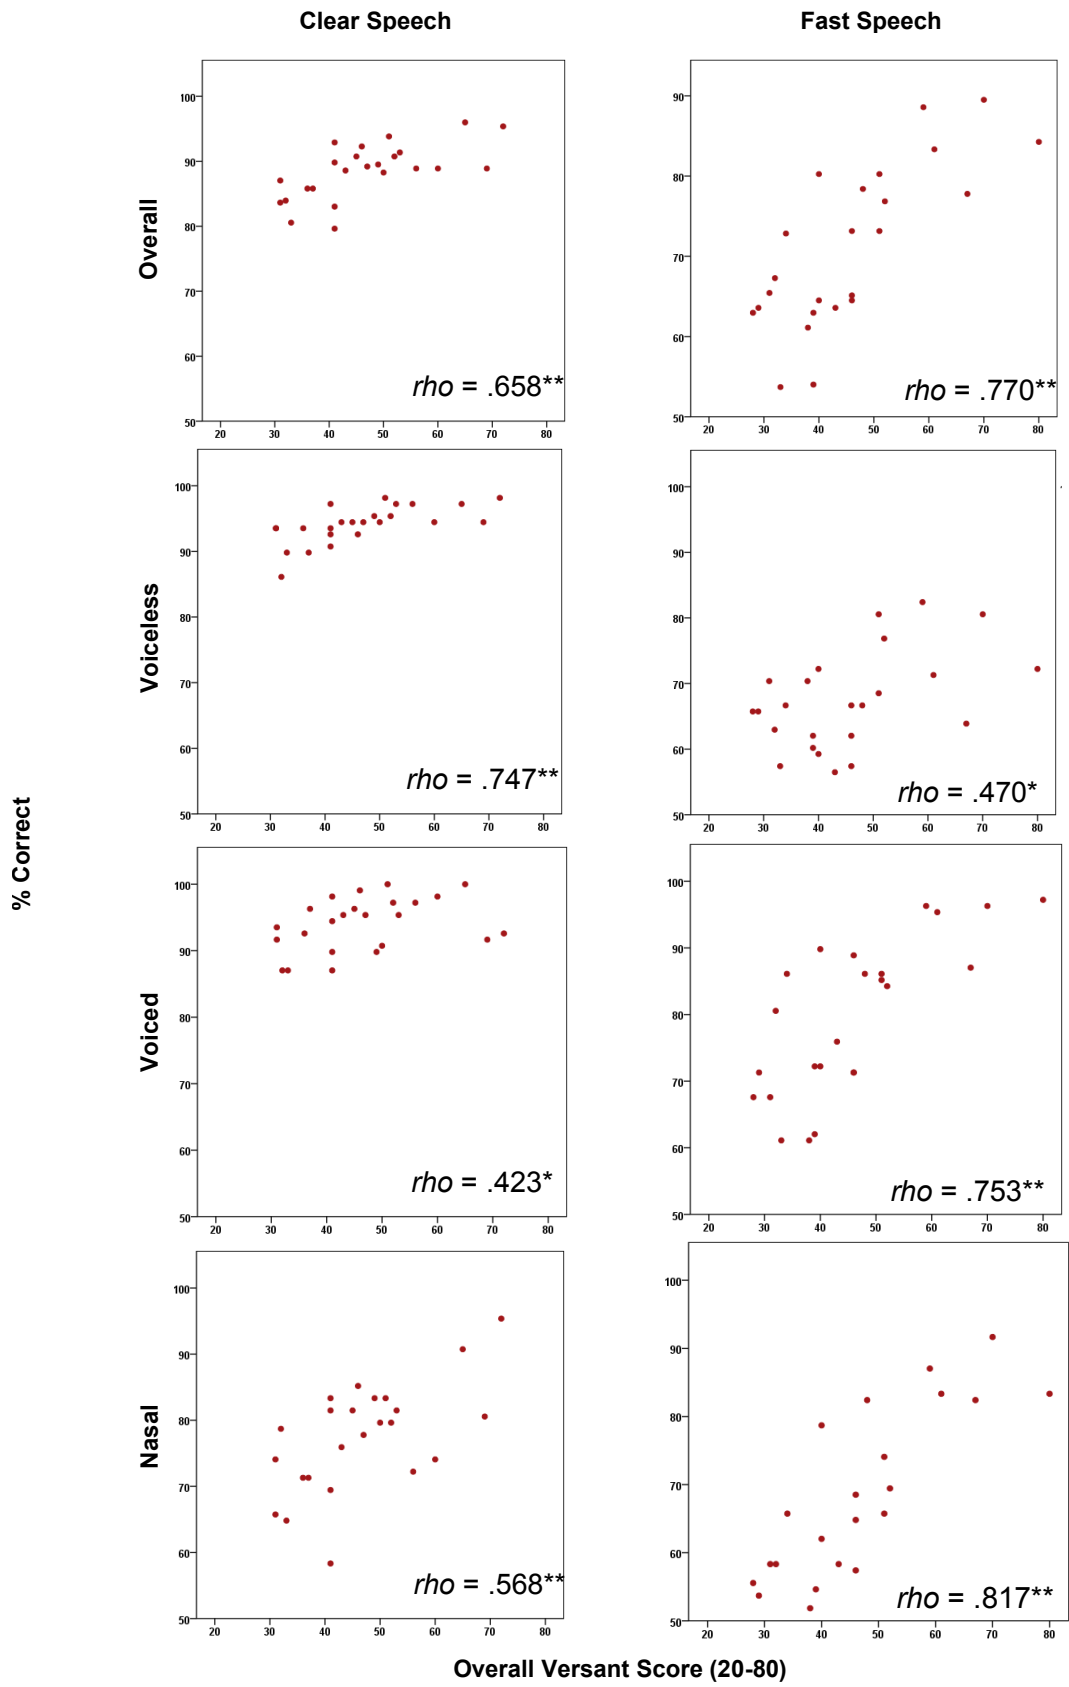 Clear Speech
Fast Speech
Overall
100
90
80
70
60
50
20 30 40 50 60 70 80
rho = .658**
90
80
70
60
50
20 30 40 50 60 70 80
rho = .770**
Voiceless
100
90
80
70
60
50
20 30 40 50 60 70 80
rho = .747**
100
90
80
70
60
50
20 30 40 50 60 70 80
rho = .470*
% Correct
Voiced
100
90
80
70
60
50
20 30 40 50 60 70 80
rho = .423*
100
90
80
70
60
50
20 30 40 50 60 70 80
rho = .753**
Nasal
100
90
80
70
60
50
20 30 40 50 60 70 80
rho = .568**
100
90
80
70
60
50
20 30 40 50 60 70 80
rho = .817**
Overall Versant Score (20-80)